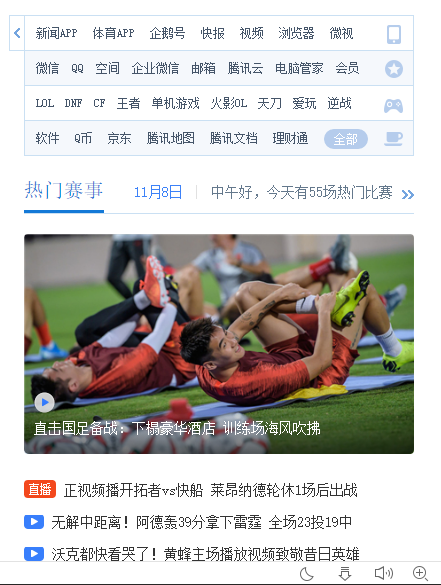 新闻APP 体育APP 企鹅号 快报 视频 浏览器 微视
微信 QQ 空间 企业微信 邮箱 腾讯云 电脑管家 会员
LOL DNF CF 王者 单机游戏 火影OL 天刀 爱玩 逆战
软件 Q币 京东 腾讯地图 腾讯文档 理财通 全部
热门赛事 11月8日 中午好，今天有55场热门比赛
直击国足备战：下榻豪华酒店 训练场海风吹拂
直播 正视频播开拓者vs快船 莱昂纳德轮休1场后出战
无解中距离！阿德轰39分拿下雷霆 全场23投19中
沃克都快看哭了！黄蜂主场播放视频致敬昔日英雄